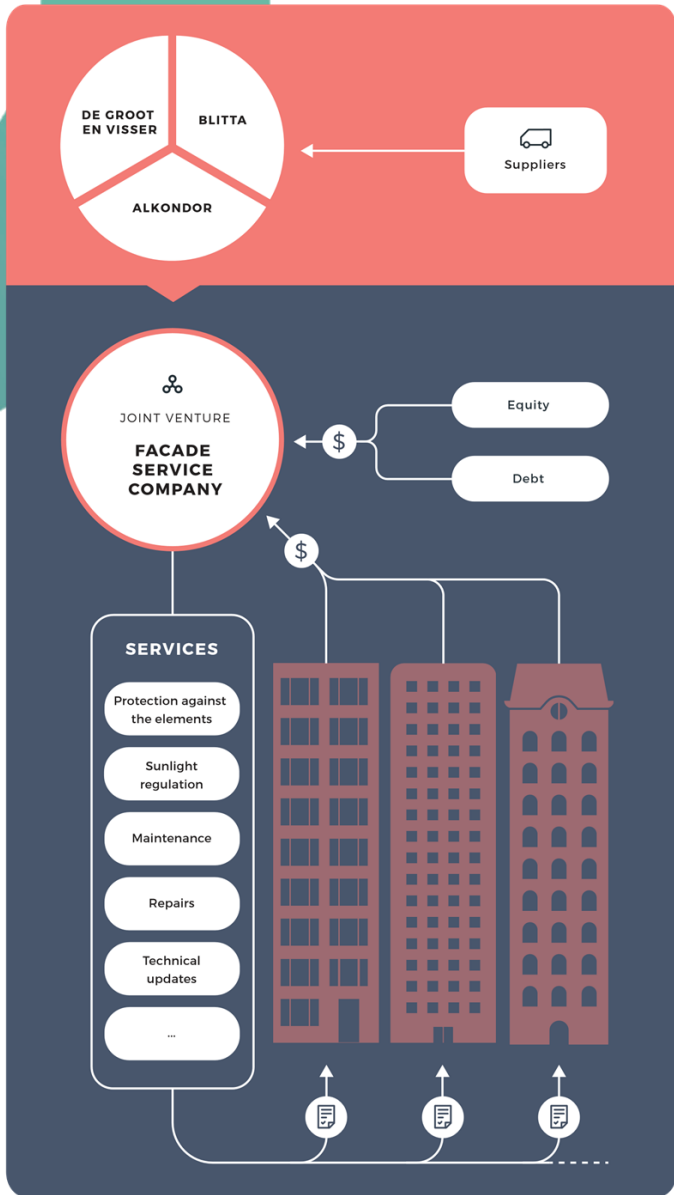 DE GROOT
EN VISSER
BLITTA
ALKONDOR
Suppliers
JOINT VENTURE
FACADE
SERVICE
COMPANY
$
Equity
Debt
$
SERVICES
Protection against
the elements
Sunlight
regulation
Maintenance
Repairs
Technical
updates
...